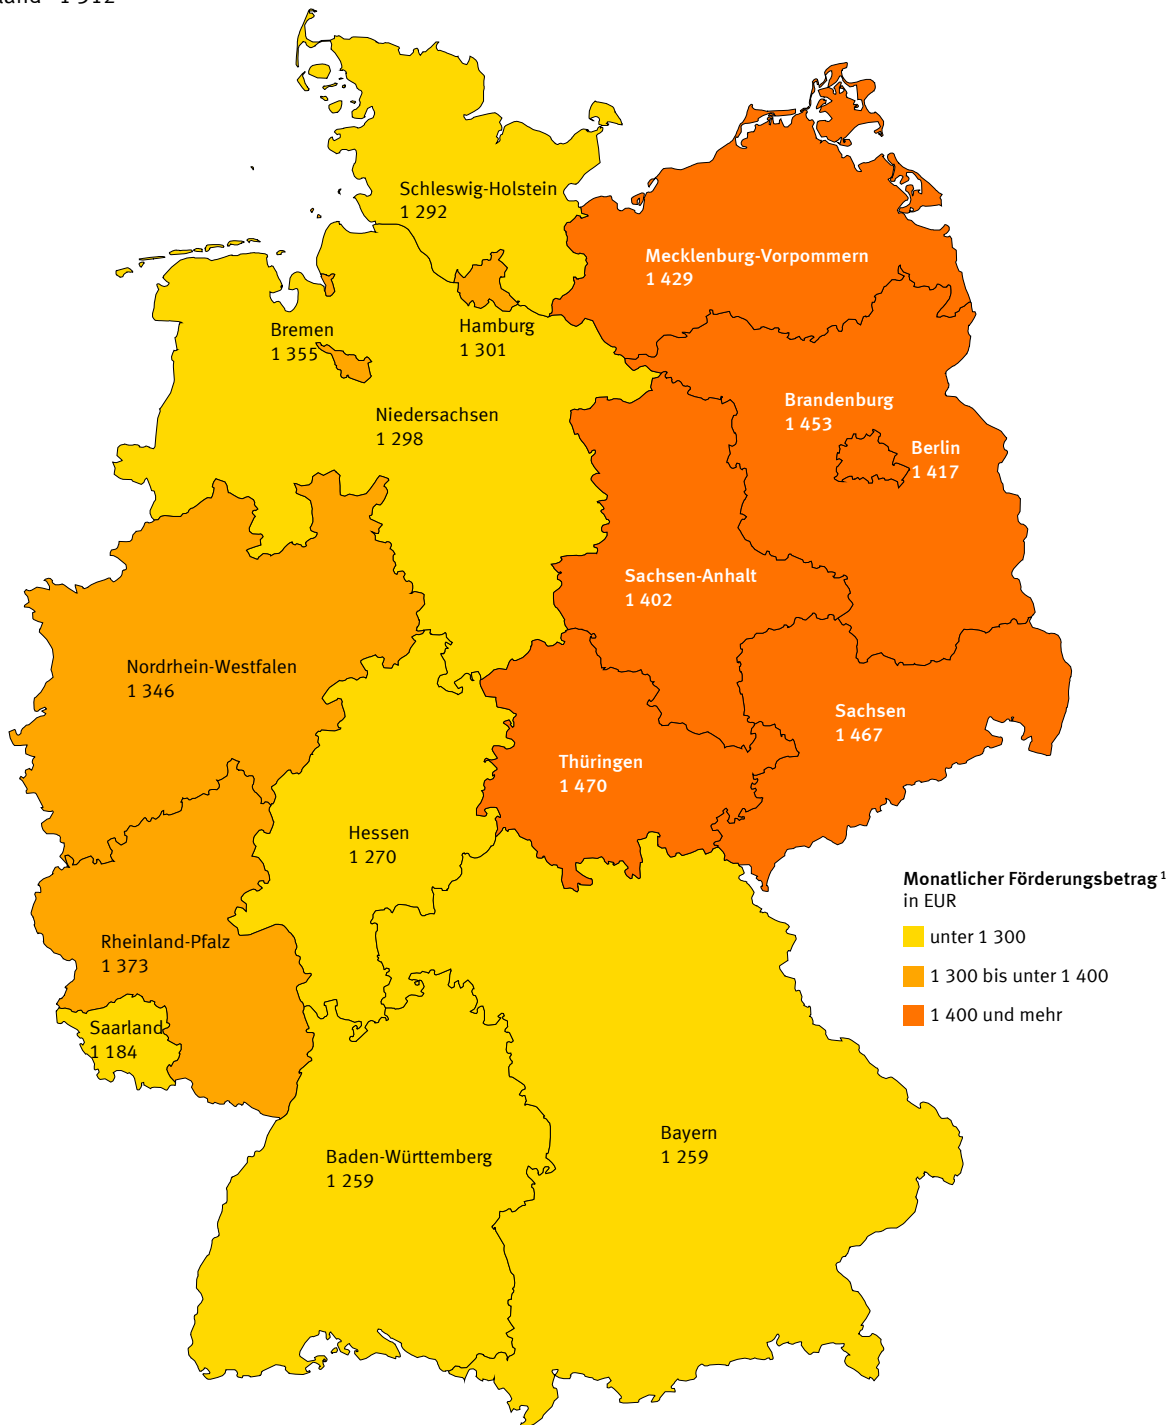 Schleswig-Holstein
1 292
Mecklenburg-Vorpommern
1 429
Bremen
1 355
Hamburg
1 301
Niedersachsen
1 298
Brandenburg
1 453
Berlin
1 417
Sachsen-Anhalt
1 402
Nordrhein-Westfalen
1 346
Sachsen
1 467
Thüringen
1 470
Hessen
1 270
Rheinland-Pfalz
1 373
Saarland
1 184
Baden-Württemberg
1 259
Bayern
1 259
Monatlicher Förderungsbetrag ¹
in EUR
unter 1 300
1 300 bis unter 1 400
1 400 und mehr